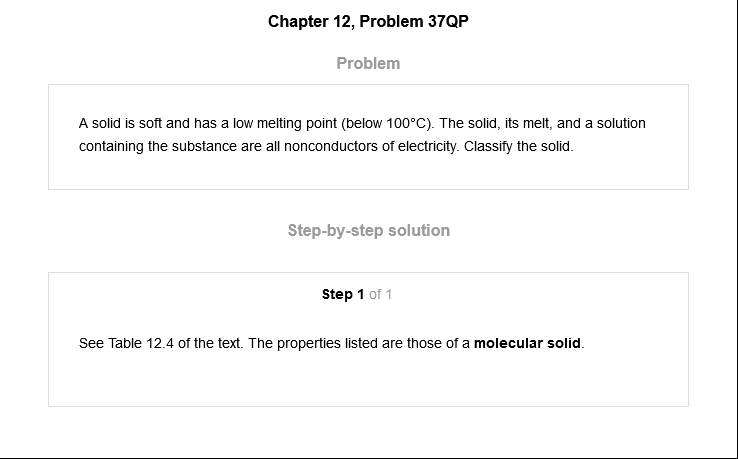 Chapter 12, Problem 37QP
Problem
A solid is soft and has a low melting point (below 100°C). The solid, its melt, and a solution
containing the substance are all nonconductors of electricity. Classify the solid.
Step-by-step solution
Step 1 of 1
See Table 12.4 of the text. The properties listed are those of a molecular solid.